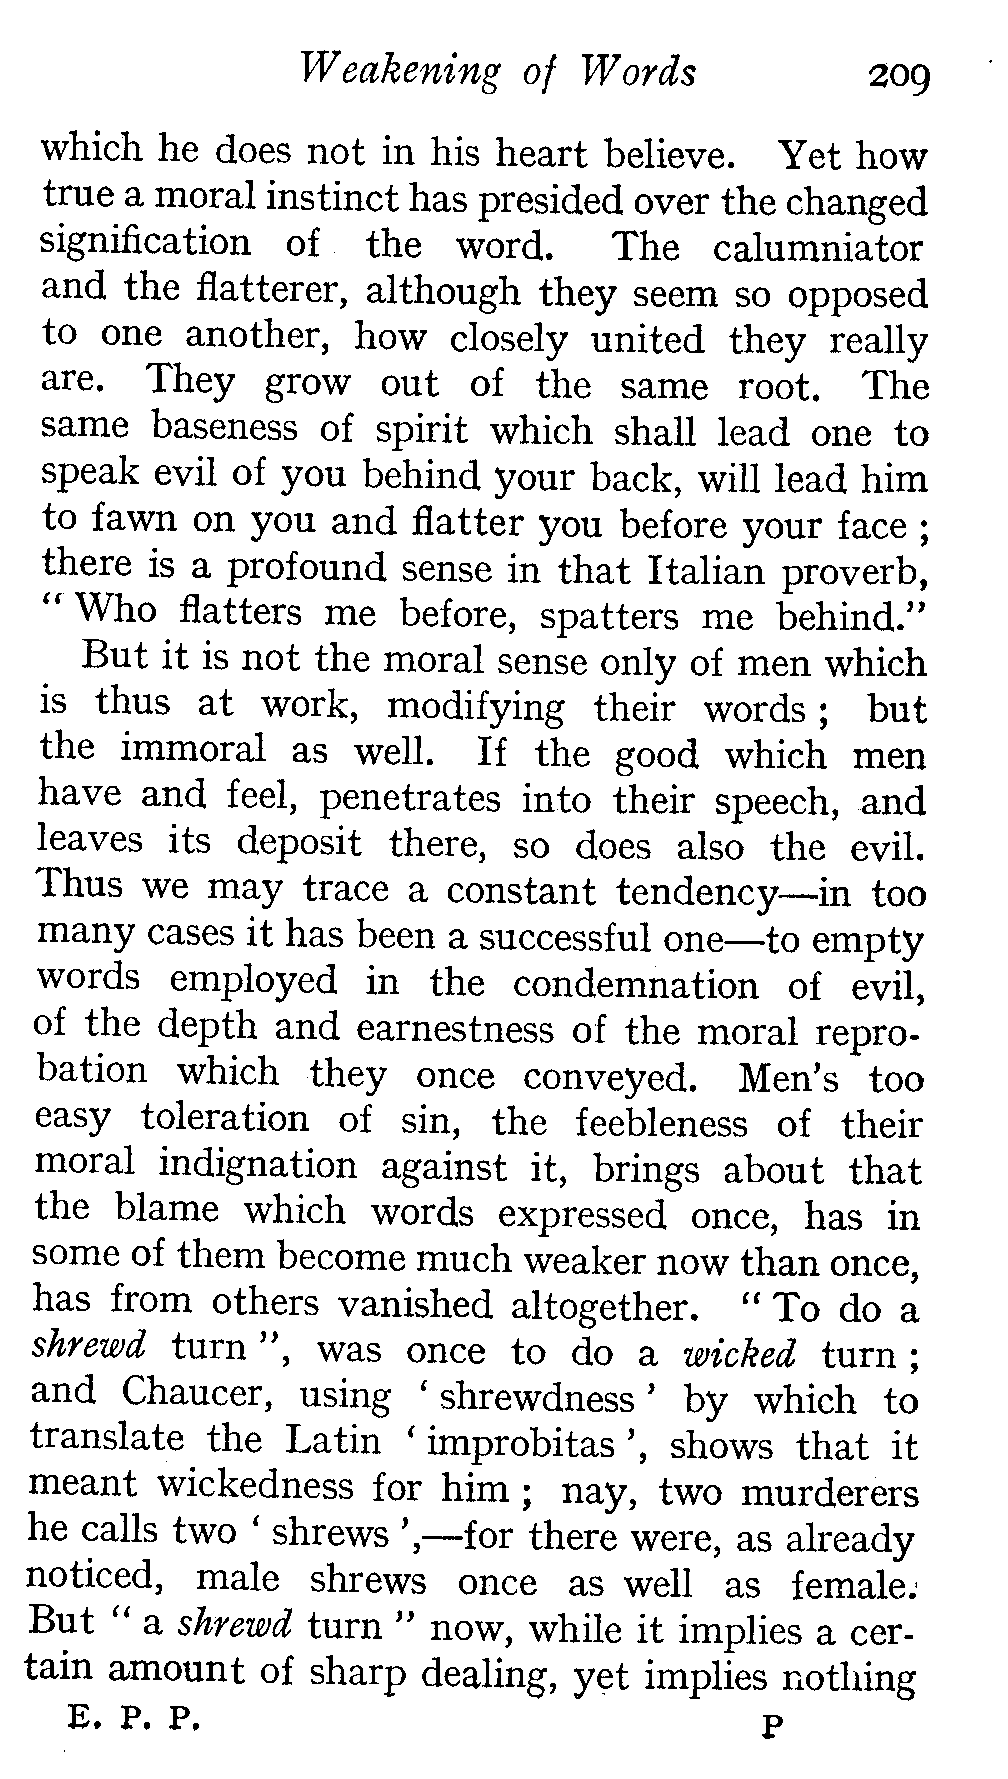 Weakening of Words 209
which he does not in his heart believe. Yet how
true a moral instinct has presided over the changed
signification of the word. The calumniator
and the flatterer, although they seem so opposed
to one another, how closely united they really
are. They grow out of the same root. The
same baseness of spirit which shall lead one to
speak evil of you behind your back, will lead him
to fawn on you and flatter you before your face ;
there is a profound sense in that Italian proverb,
“ Who flatters me before, spatters me behind.”
But it is not the moral sense only of men which
is thus at work, modifying their words ; but
the immoral as well. If the good which men
have and feel, penetrates into their speech, and
leaves its deposit there, so does also the evil.
Thus we may trace a constant tendency—in too
many cases it has been a successful one—to empty
words employed in the condemnation of evil,
of the depth and earnestness of the moral repro-
bation which they once conveyed. Men's too
easy toleration of sin, the feebleness of their
moral indignation against it, brings about that
the blame which words expressed once, has in
some of them become much weaker now than once,
has from others vanished altogether. “ To do a
shrewd turn ”, was once to do a wicked turn ;
and Chaucer, using ‘ shrewdness ’ by which to
translate the Latin ‘ improbitas ’, shows that it
meant wickedness for him ; nay, two murderers
he calls two ‘ shrews ’,—for there were, as already
noticed, male shrews once as well as female.
But “ a shrewd turn ” now, while it implies a cer-
tain amount of sharp dealing, yet implies nothing
E. P. P. P